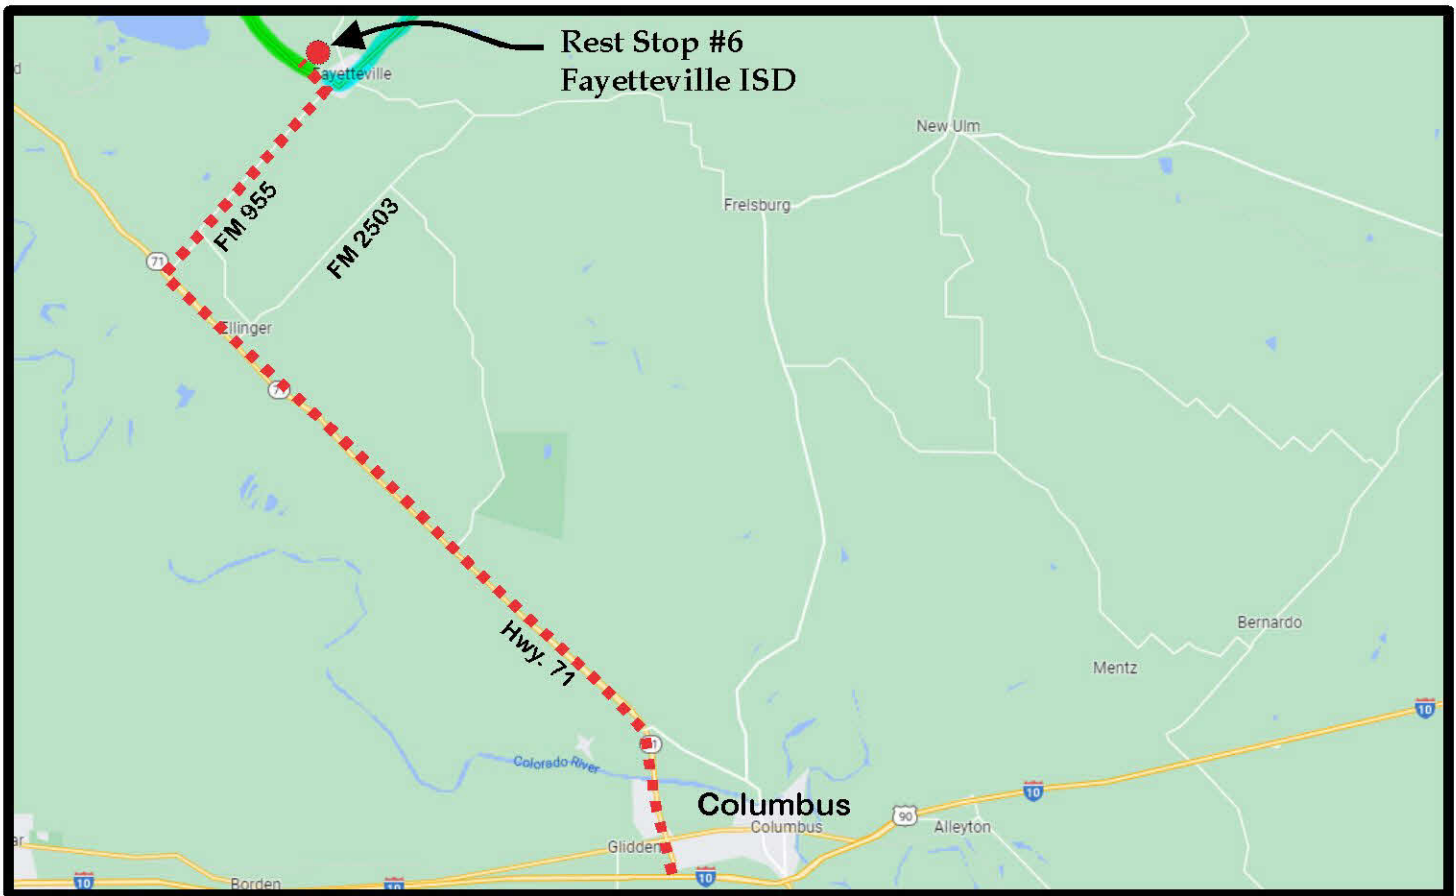 Rest Stop #6
Fayetteville ISD
d
Fayetteville
New Ulm
Frelsburg
FM 955
FM 2503
71
Ellinger
Hwy. 71
Bernardo
Mentz
10
Colorado River
10
Columbus
Columbus
90
Alleyton
ar
Glidden
10
Borden
10
10